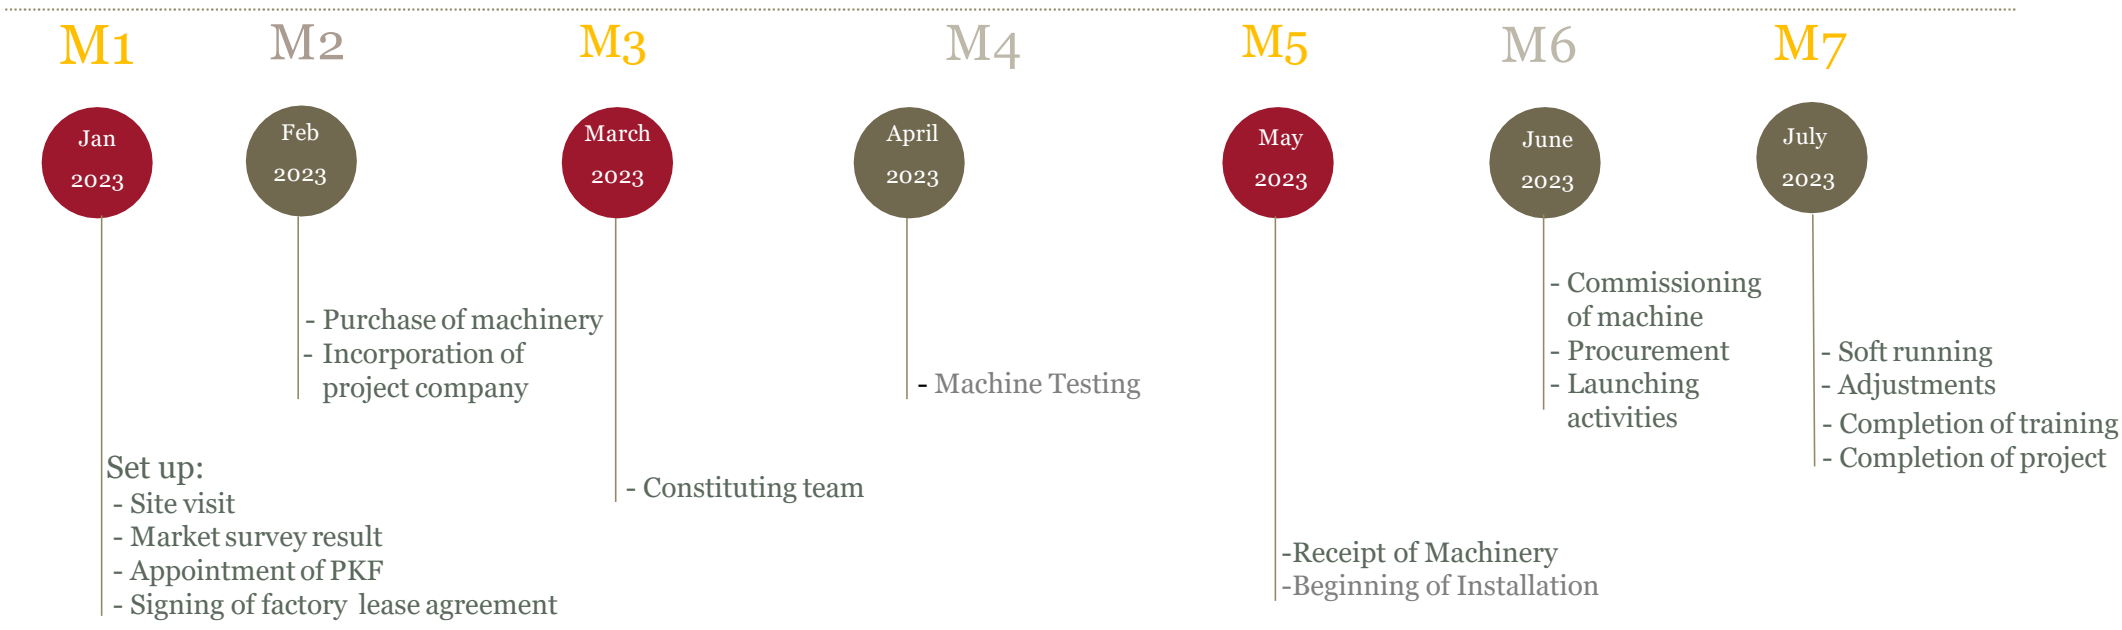 M1
M2
M3
M4
M5
M6
M7
Jan
2023
Feb
2023
March
2023
April
2023
May
2023
June
2023
July
2023
Set up:
- Site visit
- Market survey result
- Appointment of PKF
- Signing of factory lease agreement
- Purchase of machinery
- Incorporation of
project company
- Constituting team
- Machine Testing
-Receipt of Machinery
-Beginning of Installation
- Commissioning
of machine
- Procurement
- Launching
activities
- Soft running
- Adjustments
- Completion of training
- Completion of project